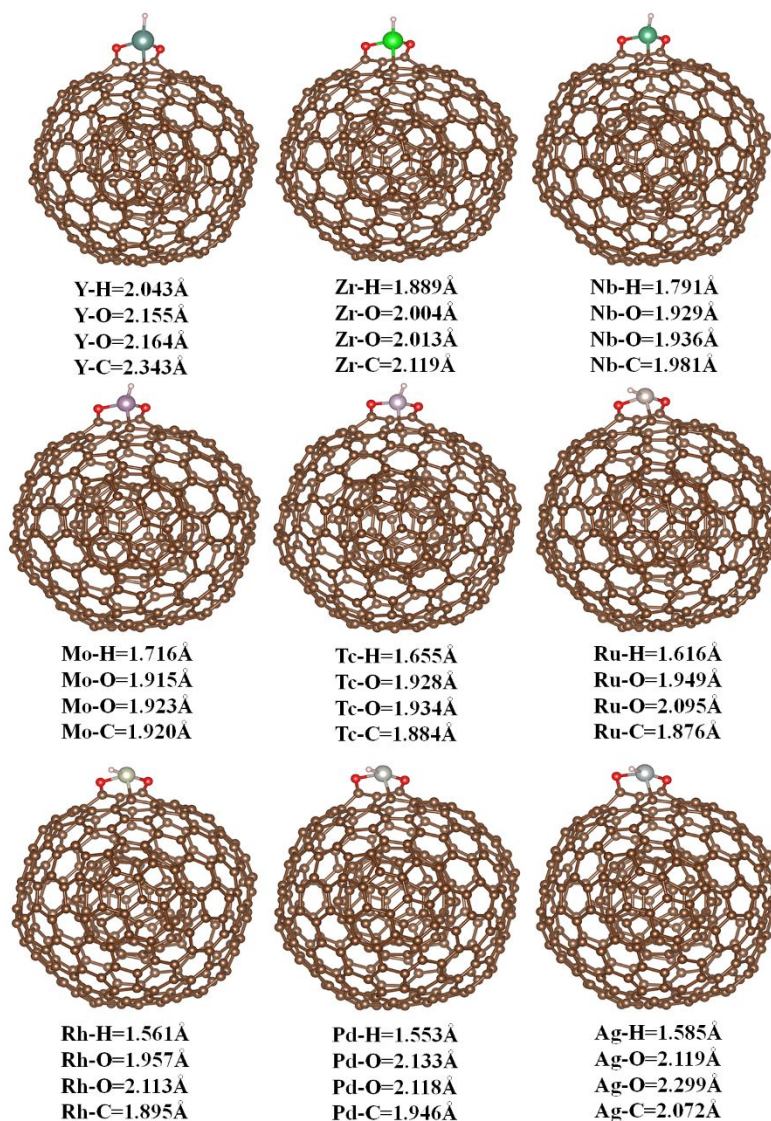 Y-H=2.043Å
Y-O=2.155Å
Y-O=2.164Å
Y-C=2.343Å
Zr-H=1.889Å
Zr-O=2.004Å
Zr-O=2.013Å
Zr-C=2.119Å
Nb-H=1.791Å
Nb-O=1.929Å
Nb-O=1.936Å
Nb-C=1.981Å
Mo-H=1.716Å
Mo-O=1.915Å
Mo-O=1.923Å
Mo-C=1.920Å
Tc-H=1.655Å
Tc-O=1.928Å
Tc-O=1.934Å
Tc-C=1.884Å
Ru-H=1.616Å
Ru-O=1.949Å
Ru-O=2.095Å
Ru-C=1.876Å
Rh-H=1.561Å
Rh-O=1.957Å
Rh-O=2.113Å
Rh-C=1.895Å
Pd-H=1.553Å
Pd-O=2.133Å
Pd-O=2.118Å
Pd-C=1.946Å
Ag-H=1.585Å
Ag-O=2.119Å
Ag-O=2.299Å
Ag-C=2.072Å